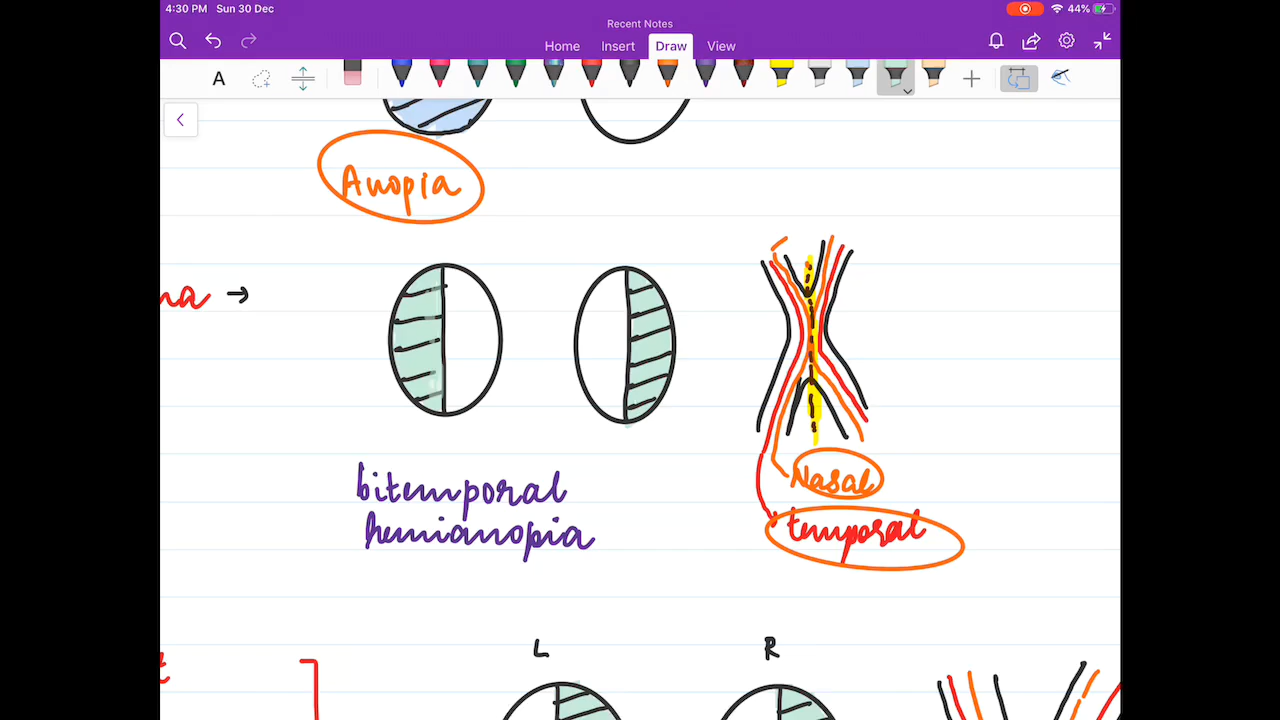 4:30 PM Sun 30 Dec
44%
Recent Notes
Home Insert Draw View
A
Anopia
bitemporal
hemianopia
Nasal
temporal
L R